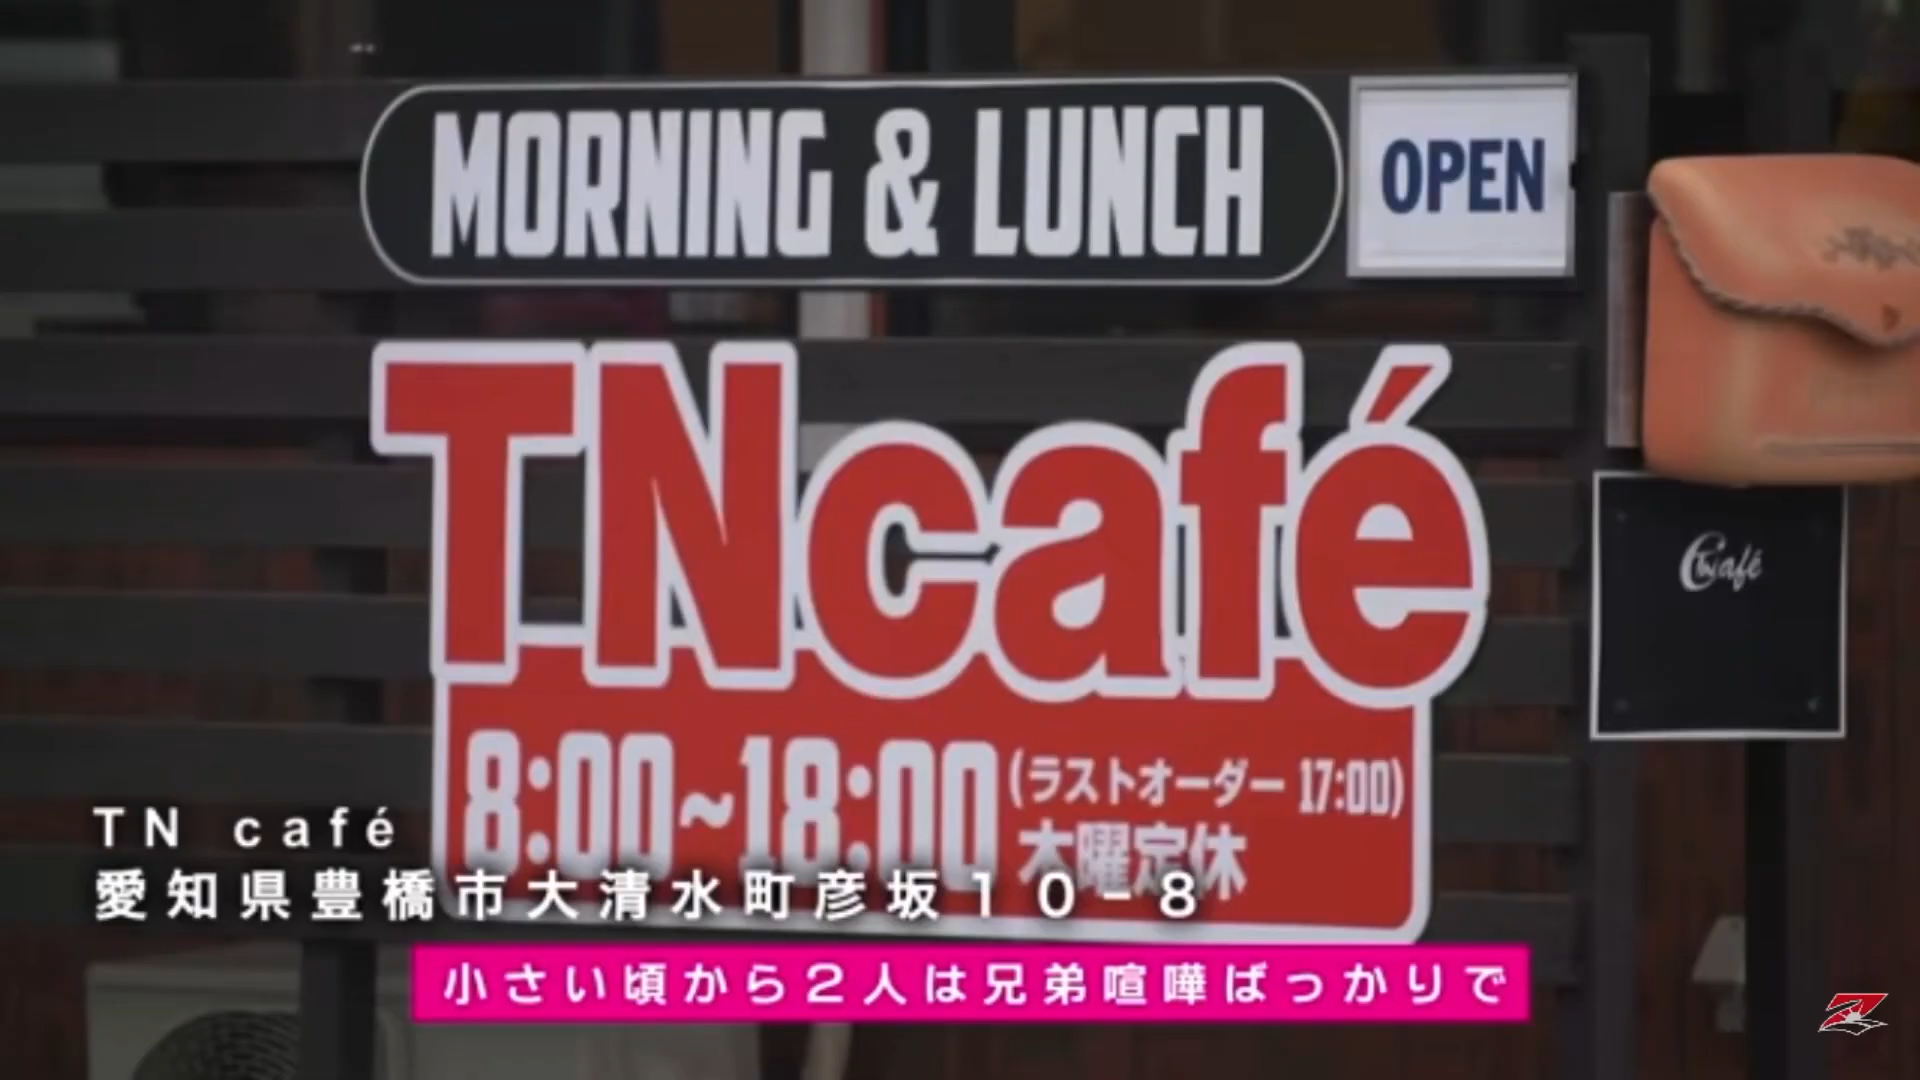 MORNING & LUNCH
OPEN
TNcafé
8:00~18:00
(ラストオーダー 17:00)
木曜定休
TN café
愛知県豊橋市大清水町彦坂１０−８
小さい頃から２人は兄弟喧嘩ばっかりで